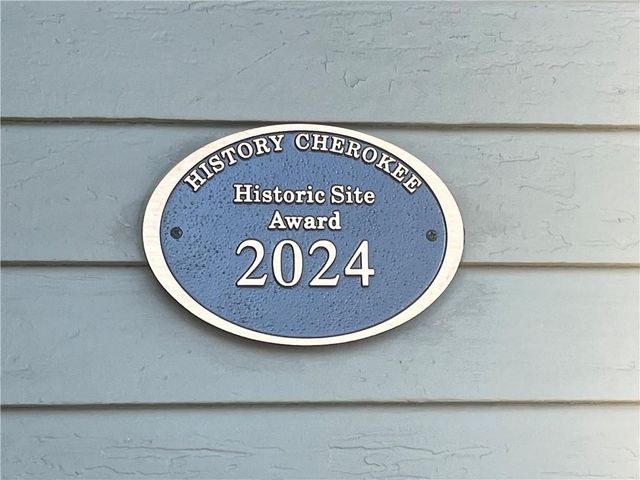 HISTORY CHEROKEE
Historic Site
Award
2024